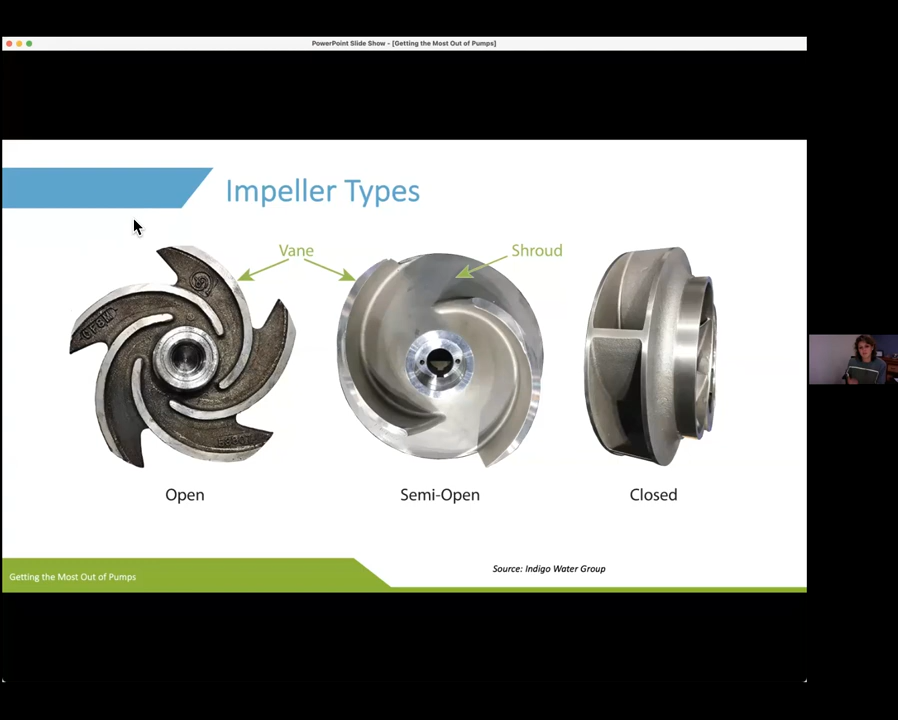 PowerPoint Slide Show - [Getting the Most Out of Pumps]
Impeller Types
Vane
Shroud
Open
Semi-Open
Closed
Source: Indigo Water Group
Getting the Most Out of Pumps